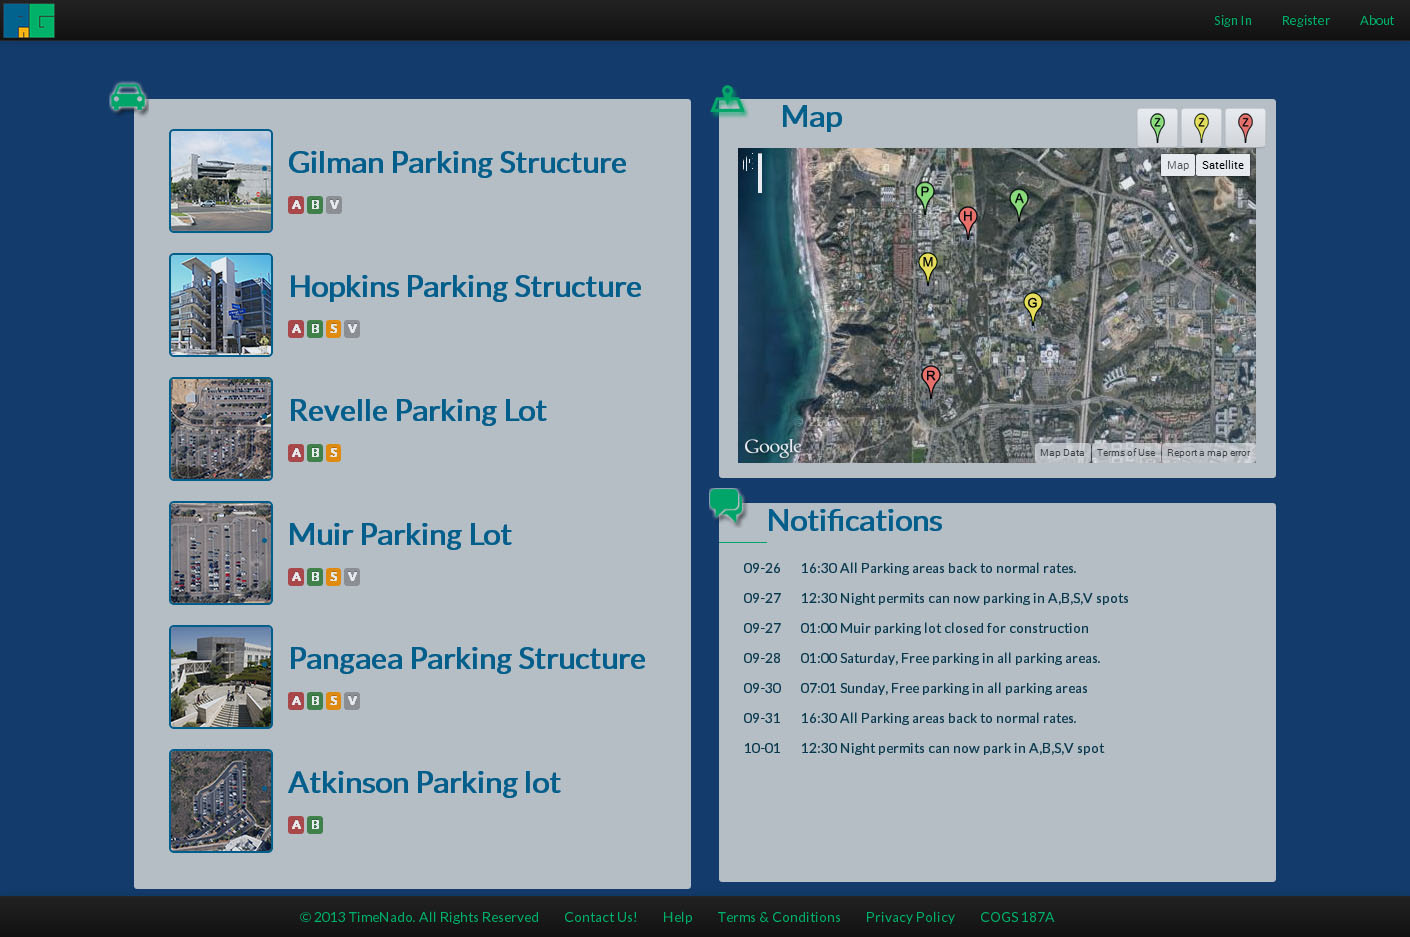 Sign In Register About
Gilman Parking Structure
A B V
Hopkins Parking Structure
A B S V
Revelle Parking Lot
A B S
Muir Parking Lot
A B S V
Pangaea Parking Structure
A B S V
Atkinson Parking lot
A B
Map
Z Z Z
Map Satellite
P
A
H
M
G
R
Google
Map Data Terms of Use Report a map error
Notifications
09-26 16:30 All Parking areas back to normal rates.
09-27 12:30 Night permits can now parking in A,B,S,V spots
09-27 01:00 Muir parking lot closed for construction
09-28 01:00 Saturday, Free parking in all parking areas.
09-30 07:01 Sunday, Free parking in all parking areas
09-31 16:30 All Parking areas back to normal rates.
10-01 12:30 Night permits can now park in A,B,S,V spot
© 2013 TimeNado. All Rights Reserved Contact Us! Help Terms & Conditions Privacy Policy COGS 187A